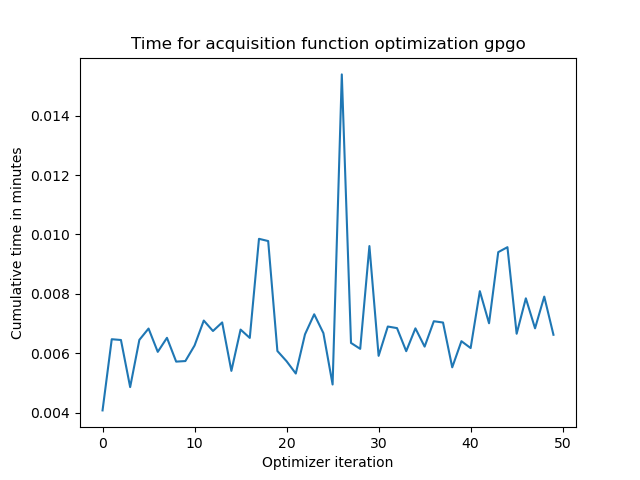 Time for acquisition function optimization gpgo
Cumulative time in minutes
0.014
0.012
0.010
0.008
0.006
0.004
0 10 20 30 40 50
Optimizer iteration